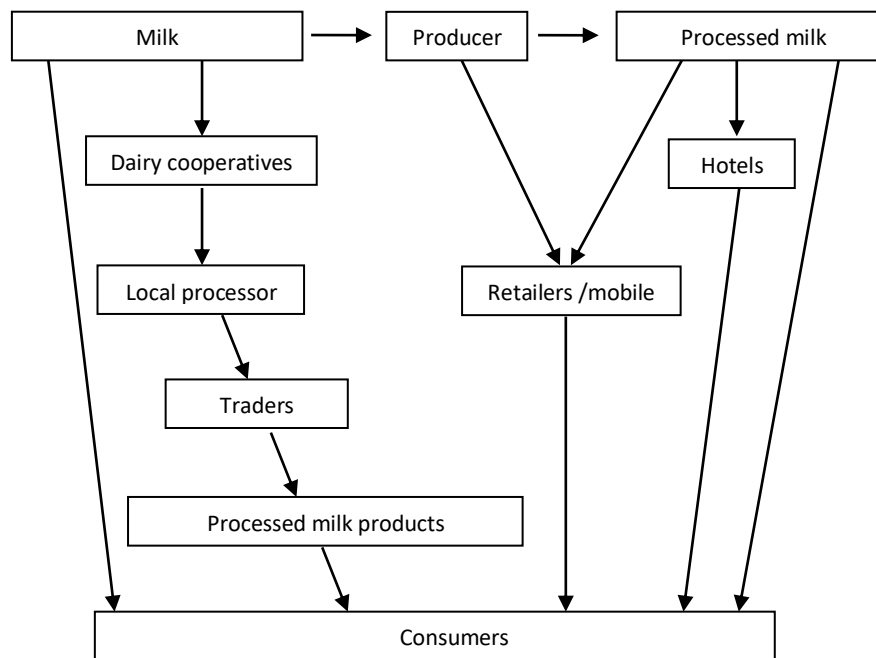 Milk
Producer
Processed milk
Dairy cooperatives
Hotels
Local processor
Retailers /mobile
Traders
Processed milk products
Consumers